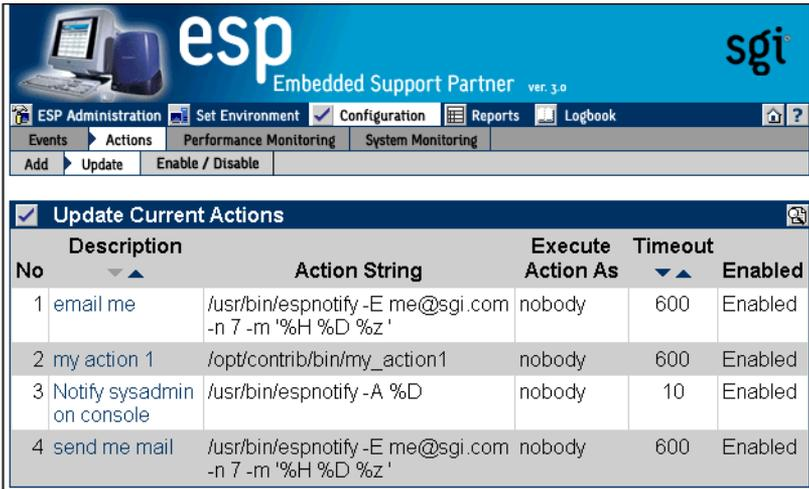 esp
Embedded Support Partner ver. 3.0
sgi
ESP Administration Set Environment Configuration Reports Logbook ?
Events Actions Performance Monitoring System Monitoring
Add Update Enable / Disable
Update Current Actions
No Description Action String Execute Action As Timeout Enabled
1 email me /usr/bin/espnotify -E me@sgi.com nobody 600 Enabled
-n 7 -m '%H %D %z '
2 my action 1 /opt/contrib/bin/my_action1 nobody 600 Enabled
3 Notify sysadmin /usr/bin/espnotify -A %D nobody 10 Enabled
on console
4 send me mail /usr/bin/espnotify -E me@sgi.com nobody 600 Enabled
-n 7 -m '%H %D %z '